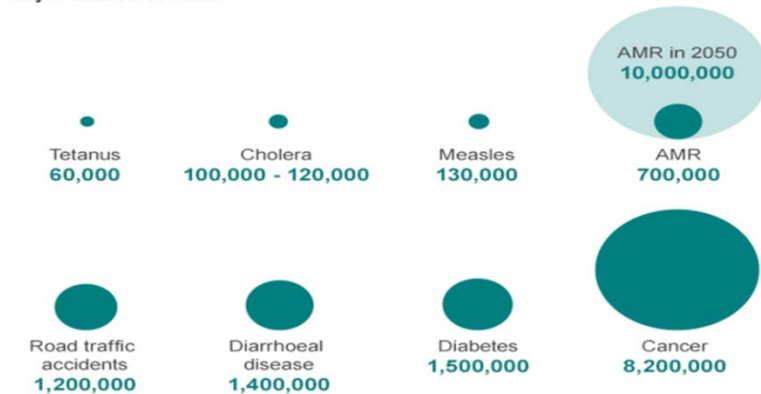 AMR in 2050
10,000,000
Tetanus
60,000
Cholera
100,000 - 120,000
Measles
130,000
AMR
700,000
Road traffic
accidents
1,200,000
Diarrhoeal
disease
1,400,000
Diabetes
1,500,000
Cancer
8,200,000